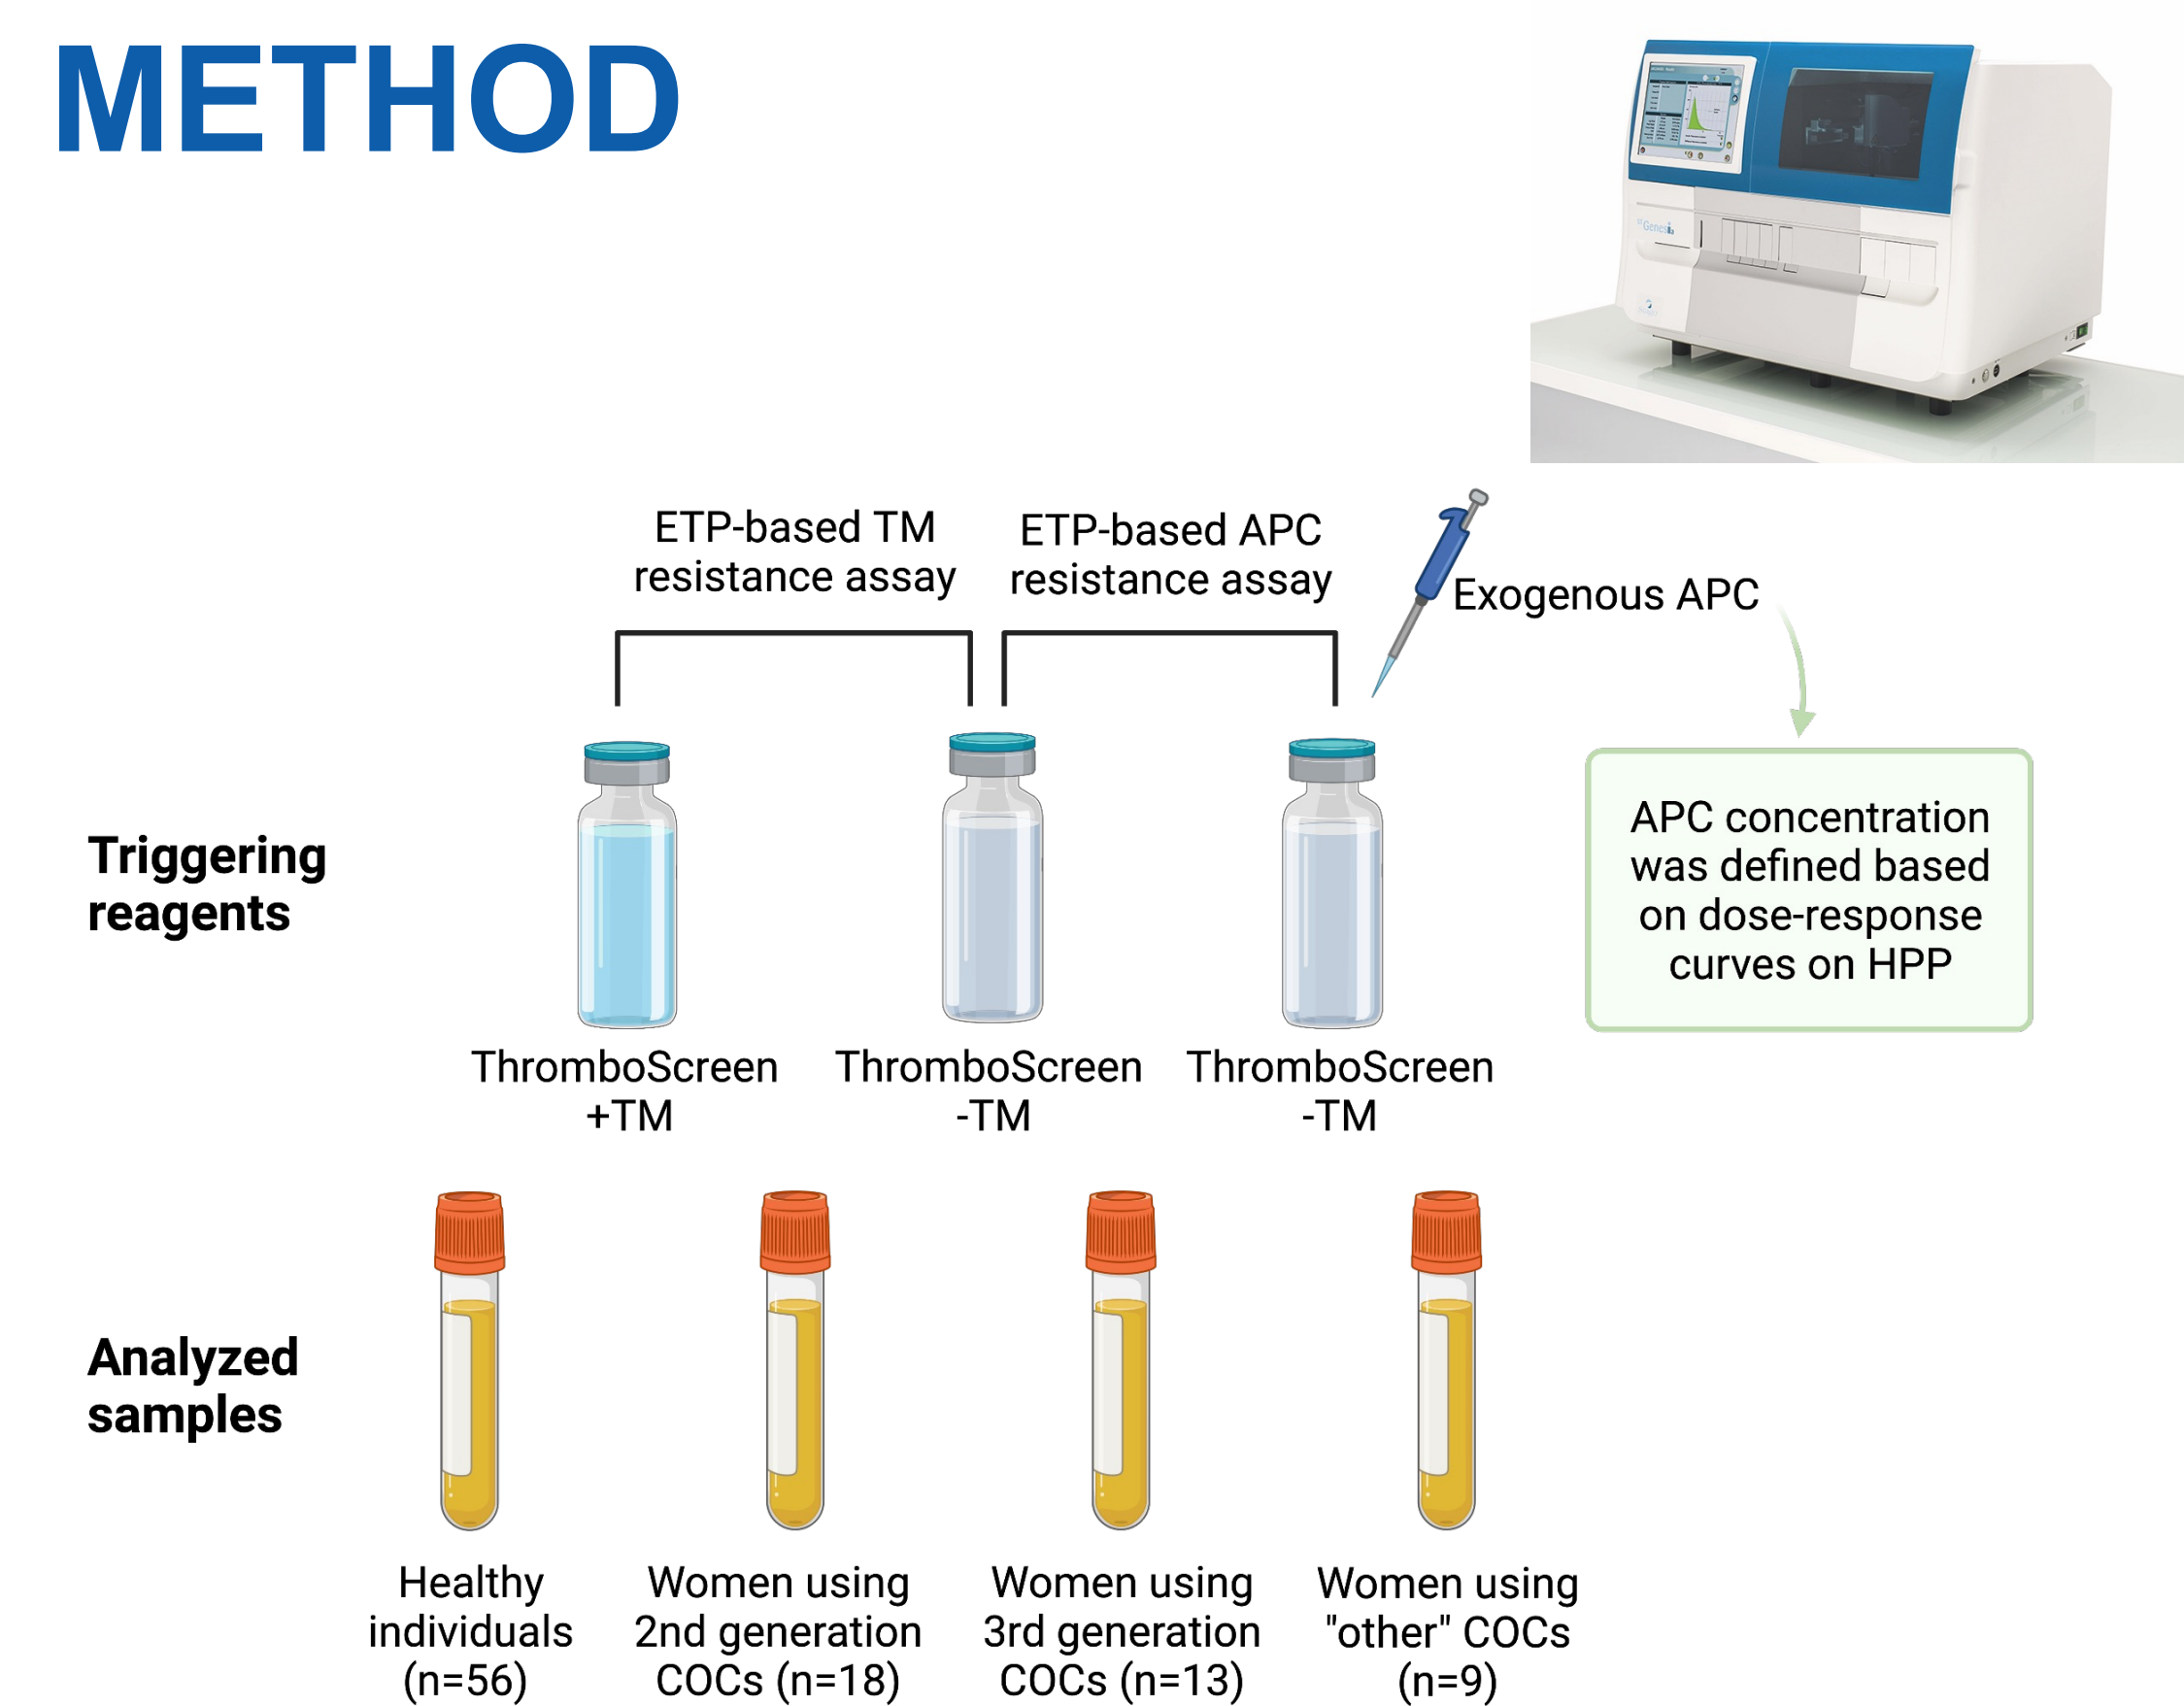 METHOD
Genesia
ETP-based TM
resistance assay
ETP-based APC
resistance assay
Exogenous APC
APC concentration
was defined based
on dose-response
curves on HPP
Triggering
reagents
ThromboScreen
+TM
ThromboScreen
-TM
ThromboScreen
-TM
Analyzed
samples
Healthy
individuals
(n=56)
Women using
2nd generation
COCs (n=18)
Women using
3rd generation
COCs (n=13)
Women using
"other" COCs
(n=9)